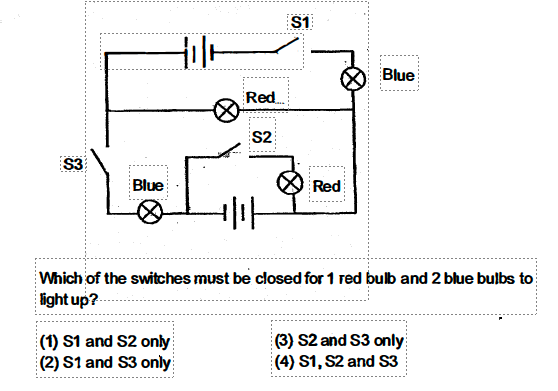 S1
Blue
Red...
S2
S3
Blue
Red
Which of the switches must be closed for 1 red bulb and 2 blue bulbs to
light up?
(1) S1 and S2 only
(2) S1 and S3 only
(3) S2 and S3 only
(4) S1, S2 and S3